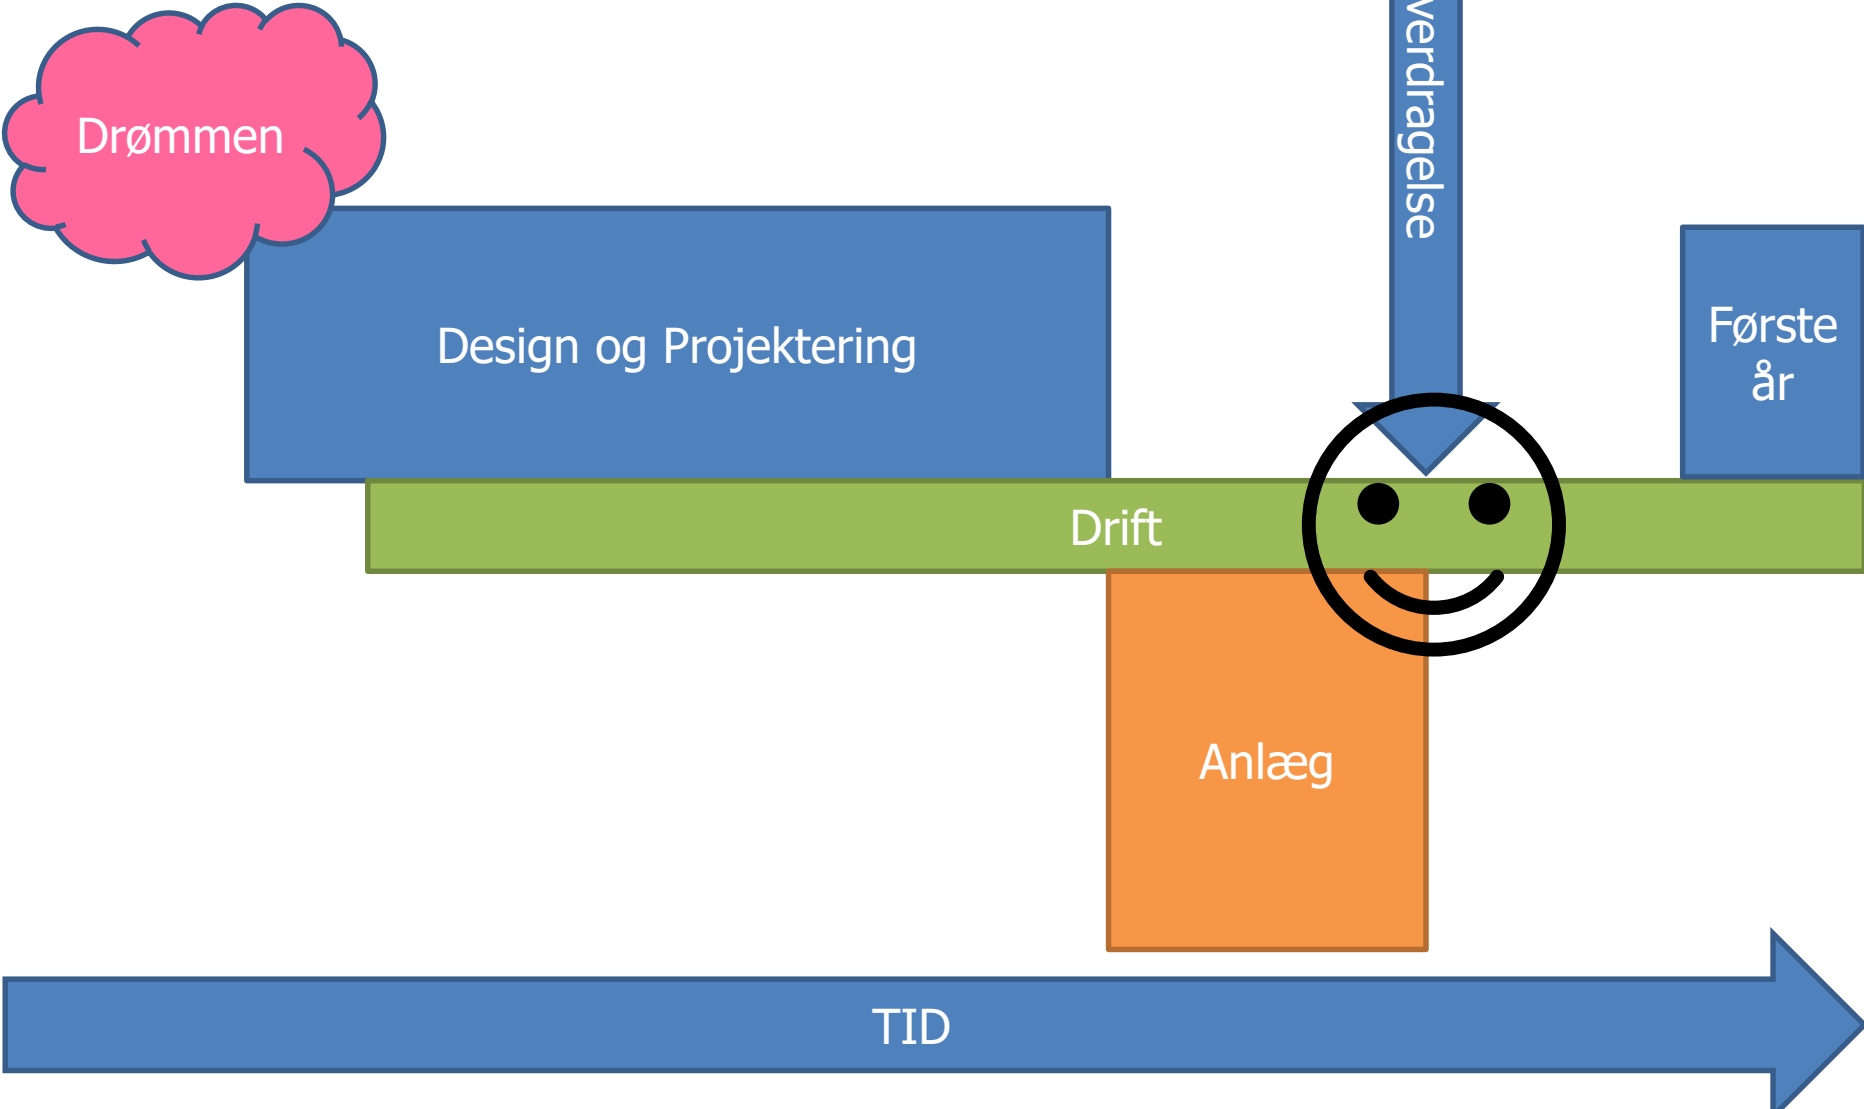 Drømmen
verdragelse
Design og Projektering
Første
år
Drift
Anlæg
TID